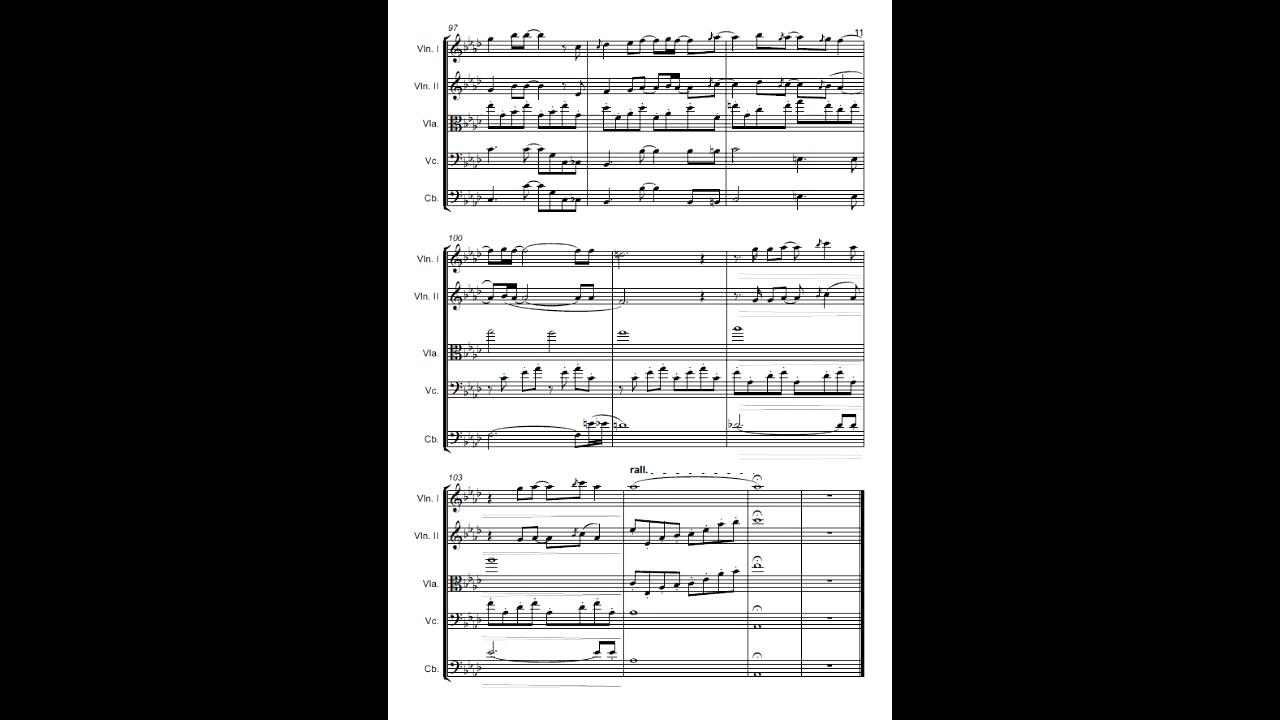 97
11
Vln. I
Vln. II
Vla.
Vc.
Cb.
100
Vln. I
Vln. II
Vla.
Vc.
Cb.
rall.
103
Vln. I
Vln. II
Vla.
Vc.
Cb.